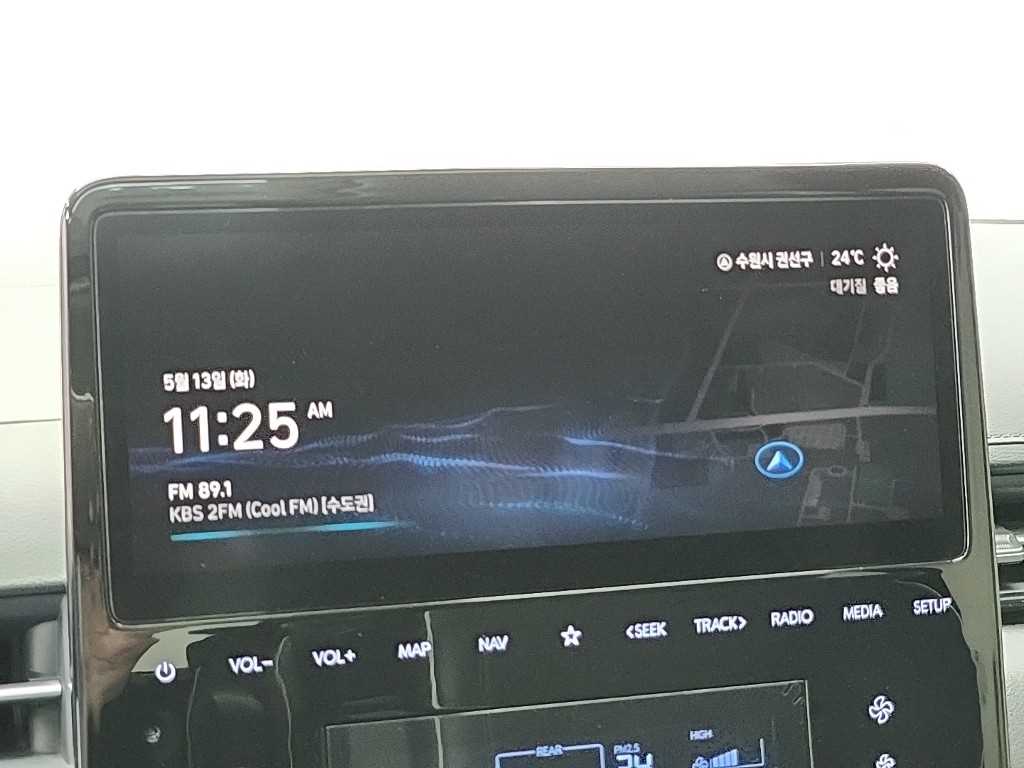 수원시 권선구 | 24℃
대기질 좋음
5월 13일 (화)
11:25 AM
FM 89.1
KBS 2FM (Cool FM) [수도권]
VOL- VOL+ MAP NAV ☆ <SEEK TRACK> RADIO MEDIA SETUP
REAR PM2.5 HIGH